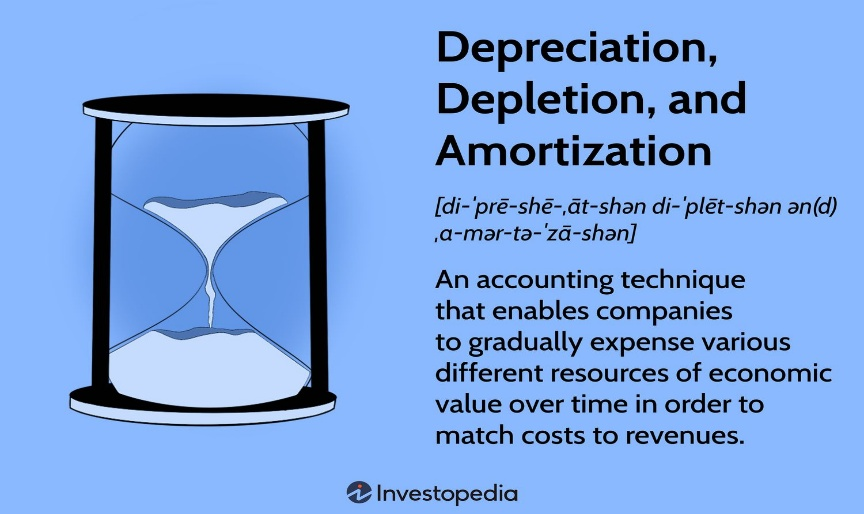 Depreciation,
Depletion, and
Amortization
[di-ˈprē-shē-ˌāt-shən di-ˈplēt-shən ən(d)
ˌa-mər-tə-ˈzā-shən]
An accounting technique
that enables companies
to gradually expense various
different resources of economic
value over time in order to
match costs to revenues.
Investopedia